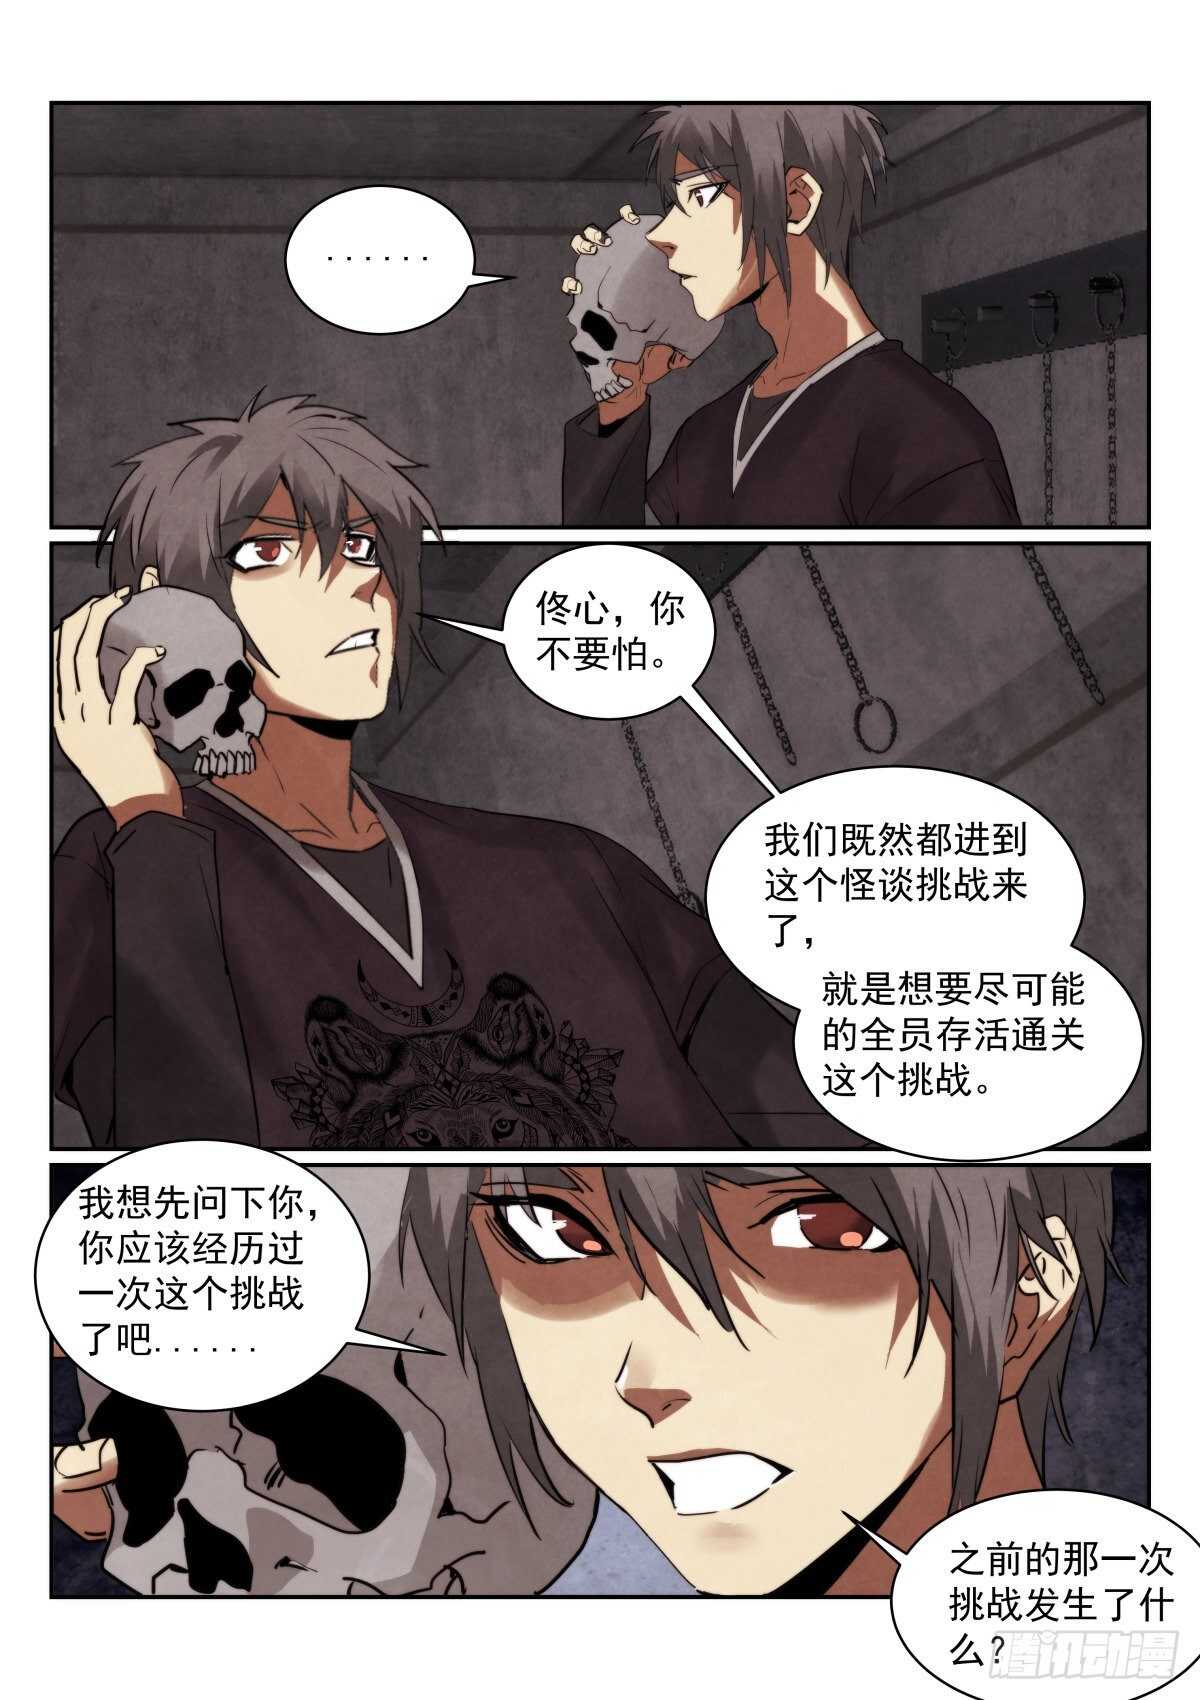 ......
佟心，你
不要怕。
我们既然都进到
这个怪谈挑战来
了，
就是想要尽可能
的全员存活通关
这个挑战。
我想先问下你，
你应该经历过
一次这个挑战
了吧......
之前的那一次
挑战发生了什
么？
腾讯动漫